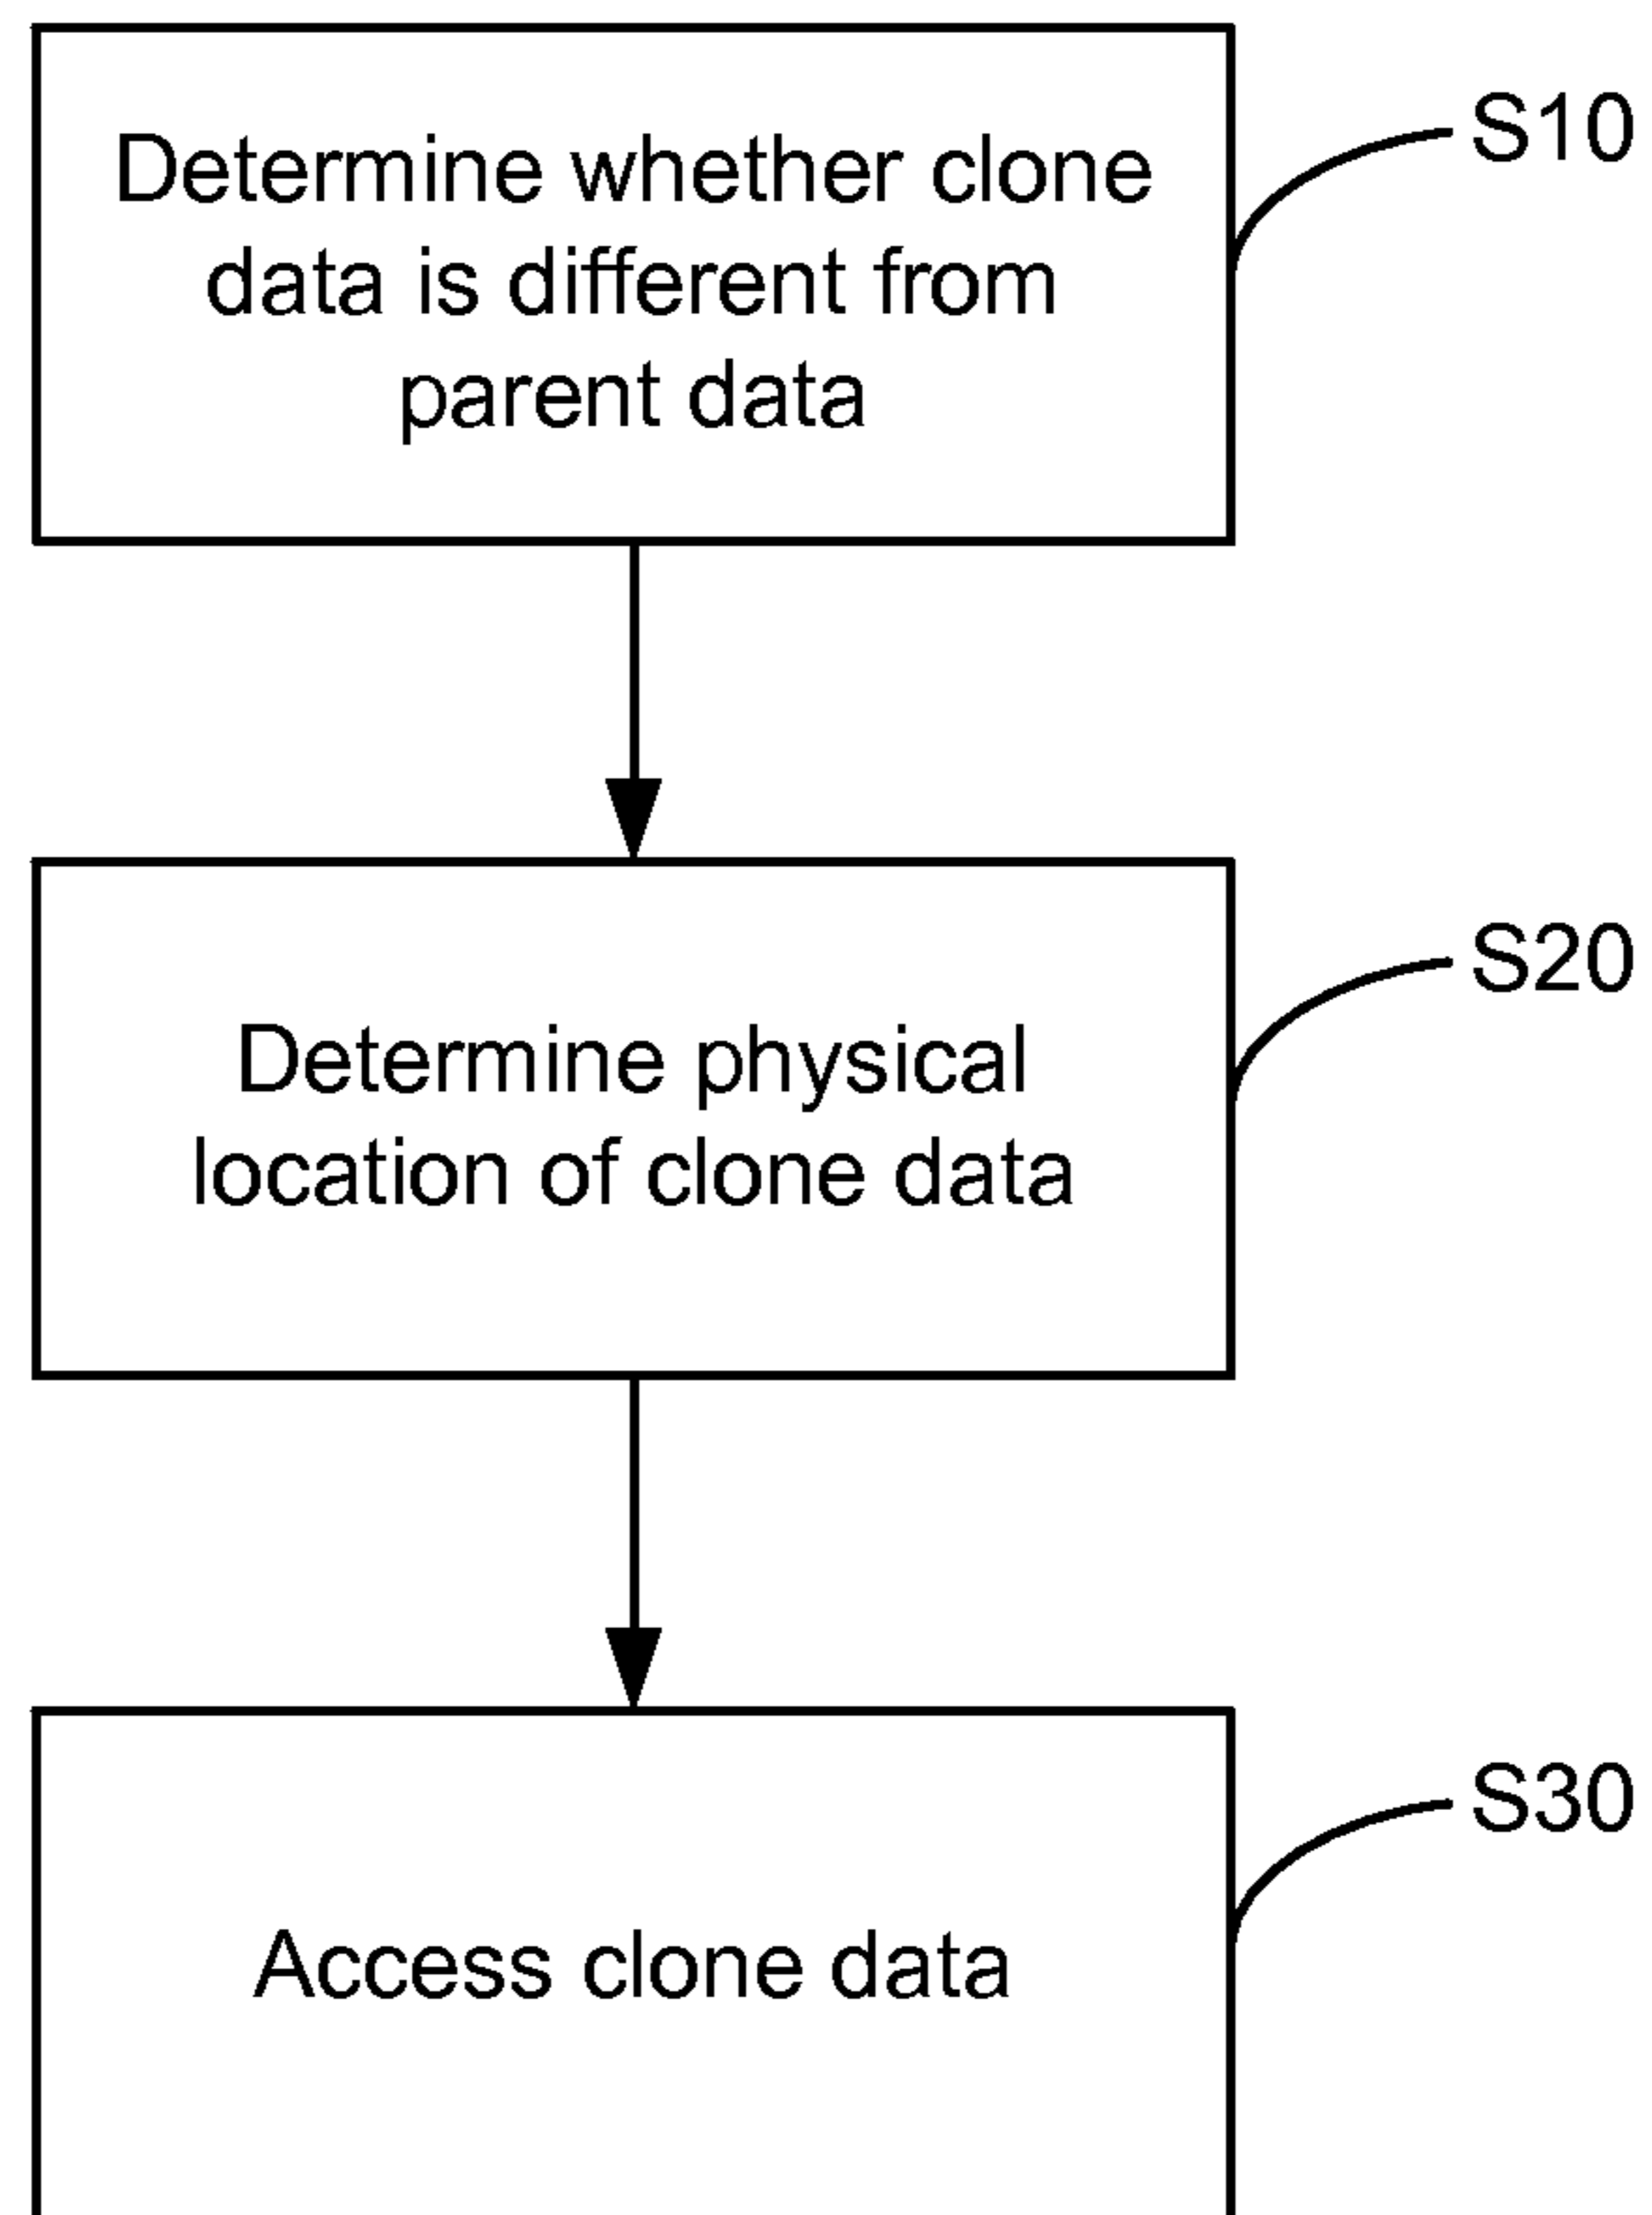 Determine whether clone
data is different from
parent data
S10
Determine physical
location of clone data
S20
Access clone data
S30